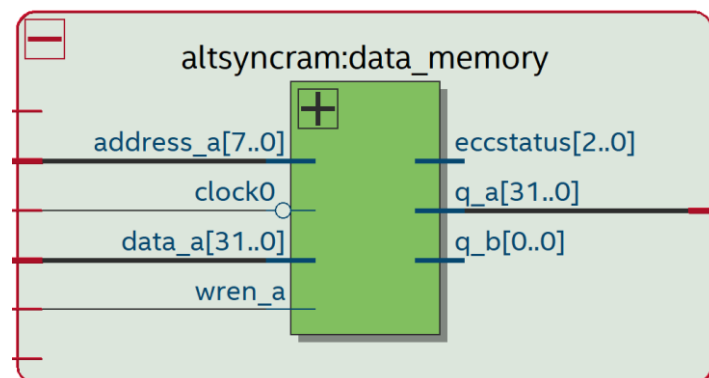 altsyncram:data_memory
address_a[7..0]
eccstatus[2..0]
clock0
q_a[31..0]
data_a[31..0]
q_b[0..0]
wren_a